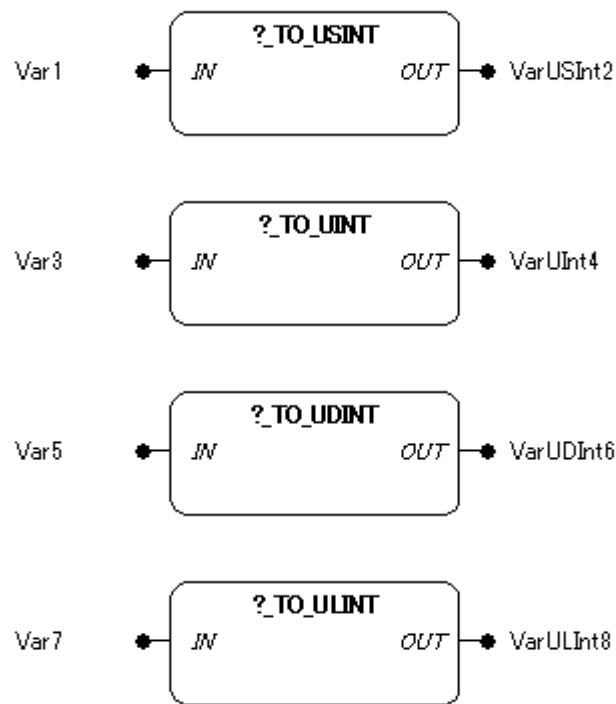 ?_TO_USINT
Var1 IN OUT VarUSInt2
?_TO_UINT
Var3 IN OUT VarUInt4
?_TO_UDINT
Var5 IN OUT VarUDInt6
?_TO_ULINT
Var7 IN OUT VarULInt8